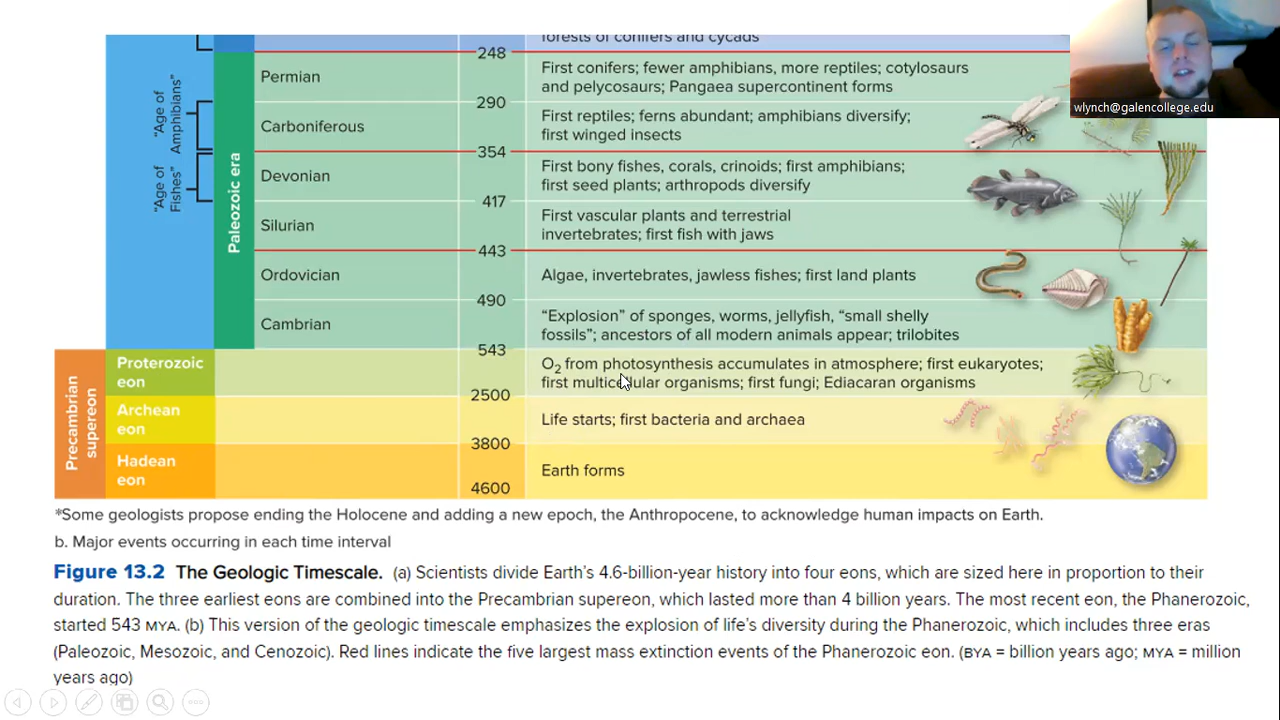 forests of conifers and cycads
248
Permian
First conifers; fewer amphibians, more reptiles; cotylosaurs
and pelycosaurs; Pangaea supercontinent forms
wlynch@galencollege.edu
"Age of
Amphibians"
290
Carboniferous
First reptiles; ferns abundant; amphibians diversify;
first winged insects
354
"Age of
Fishes"
Paleozoic era
Devonian
First bony fishes, corals, crinoids; first amphibians;
first seed plants; arthropods diversify
417
Silurian
First vascular plants and terrestrial
invertebrates; first fish with jaws
443
Ordovician
Algae, invertebrates, jawless fishes; first land plants
490
Cambrian
“Explosion” of sponges, worms, jellyfish, “small shelly
fossils”; ancestors of all modern animals appear; trilobites
543
Precambrian
supereon
Proterozoic
eon
O₂ from photosynthesis accumulates in atmosphere; first eukaryotes;
first multicellular organisms; first fungi; Ediacaran organisms
2500
Archean
eon
Life starts; first bacteria and archaea
3800
Hadean
eon
Earth forms
4600
*Some geologists propose ending the Holocene and adding a new epoch, the Anthropocene, to acknowledge human impacts on Earth.
b. Major events occurring in each time interval
Figure 13.2 The Geologic Timescale. (a) Scientists divide Earth’s 4.6-billion-year history into four eons, which are sized here in proportion to their
duration. The three earliest eons are combined into the Precambrian supereon, which lasted more than 4 billion years. The most recent eon, the Phanerozoic,
started 543 MYA. (b) This version of the geologic timescale emphasizes the explosion of life’s diversity during the Phanerozoic, which includes three eras
(Paleozoic, Mesozoic, and Cenozoic). Red lines indicate the five largest mass extinction events of the Phanerozoic eon. (BYA = billion years ago; MYA = million
years ago)